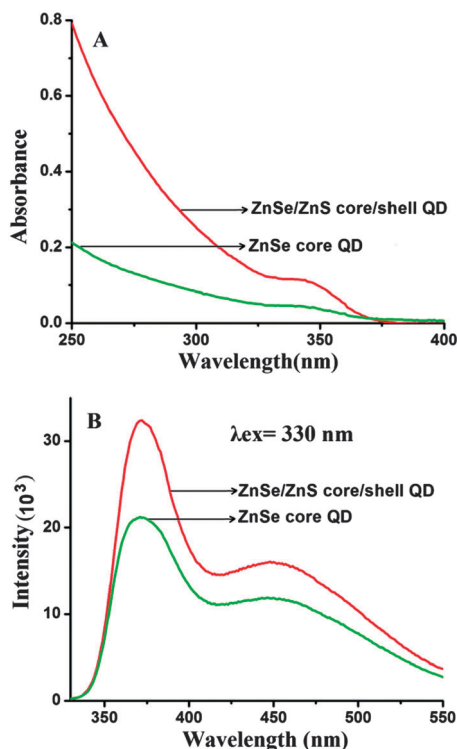 A
0.8
0.6
0.4
0.2
0.0
Absorbance
ZnSe/ZnS core/shell QD
ZnSe core QD
250 300 350 400
Wavelength(nm)
B
λex= 330 nm
30
20
10
0
Intensity (10³)
ZnSe/ZnS core/shell QD
ZnSe core QD
350 400 450 500 550
Wavelength (nm)